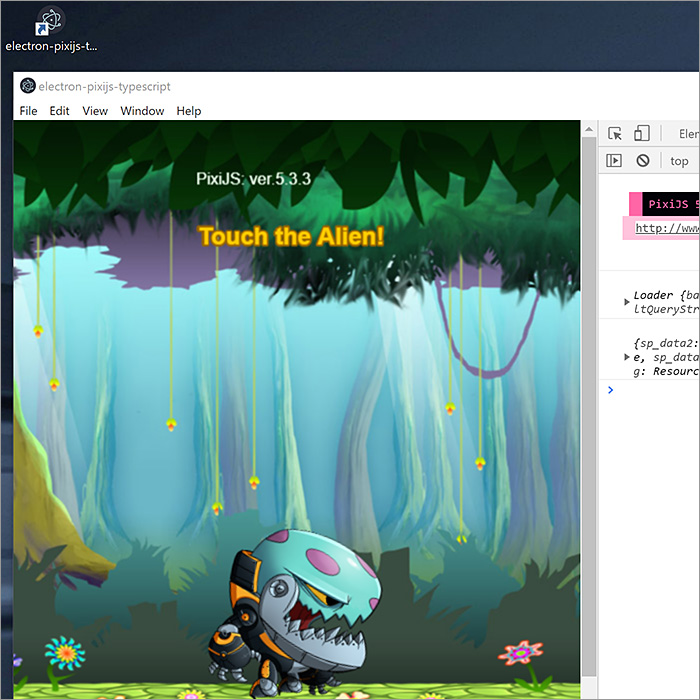 electron-pixijs-t...
electron-pixijs-typescript
File Edit View Window Help
PixiJS: ver.5.3.3
Touch the Alien!
Eler
top
PixiJS 5
http://www
Loader {ba
ltQueryStr
{sp_data2:
e, sp_data
g: Resourc